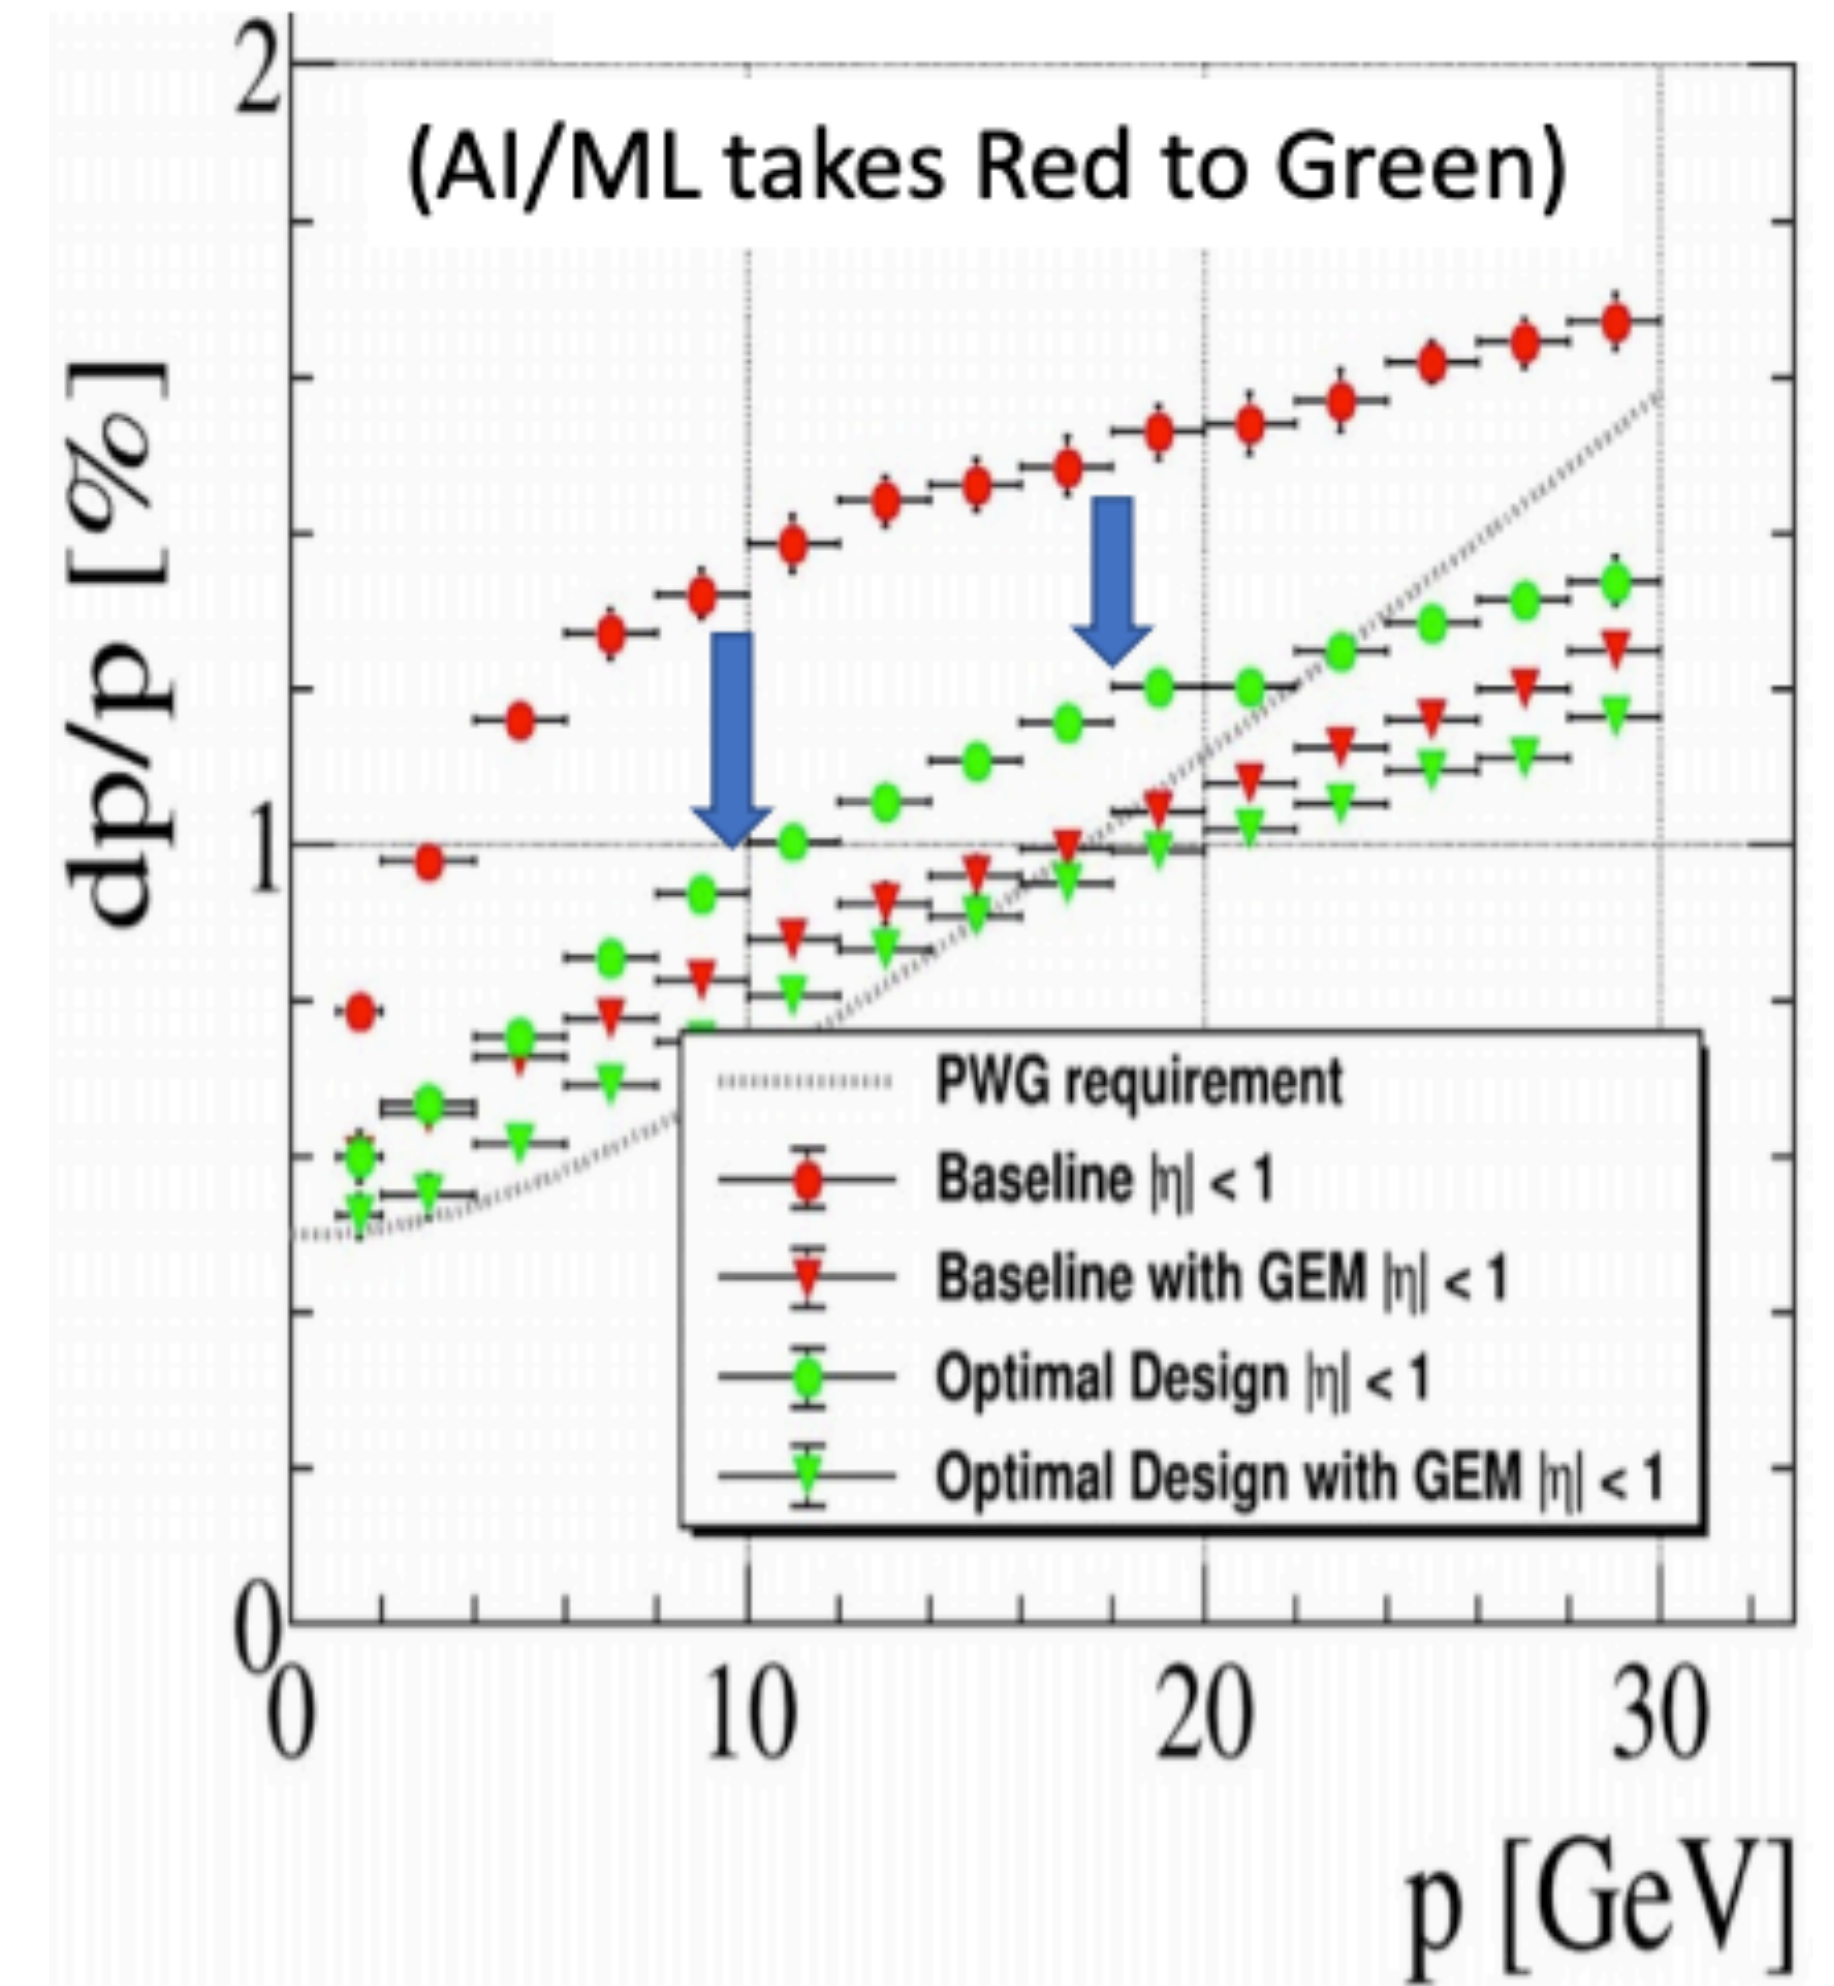 2
(AI/ML takes Red to Green)
dp/p [%]
1
PWG requirement
Baseline |η| < 1
Baseline with GEM |η| < 1
Optimal Design |η| < 1
Optimal Design with GEM |η| < 1
0
0 10 20 30
p [GeV]